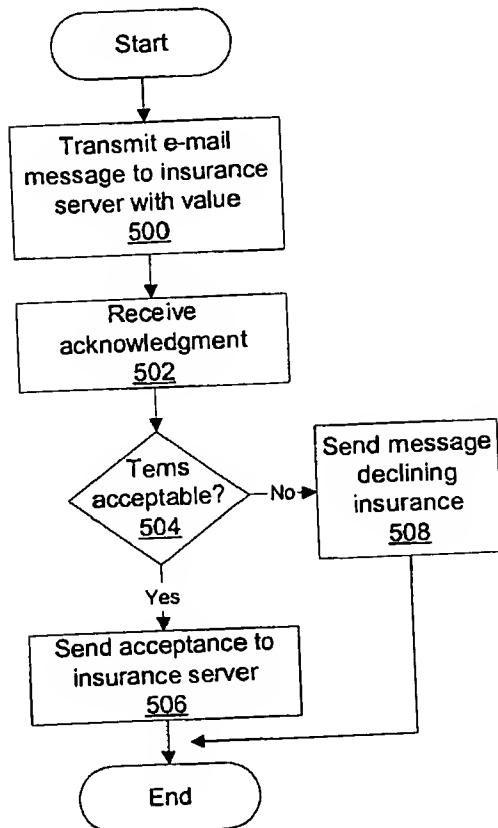 Start
Transmit e-mail
message to insurance
server with value
500
Receive
acknowledgment
502
Tems
acceptable?
504
No
Send message
declining
insurance
508
Yes
Send acceptance to
insurance server
506
End